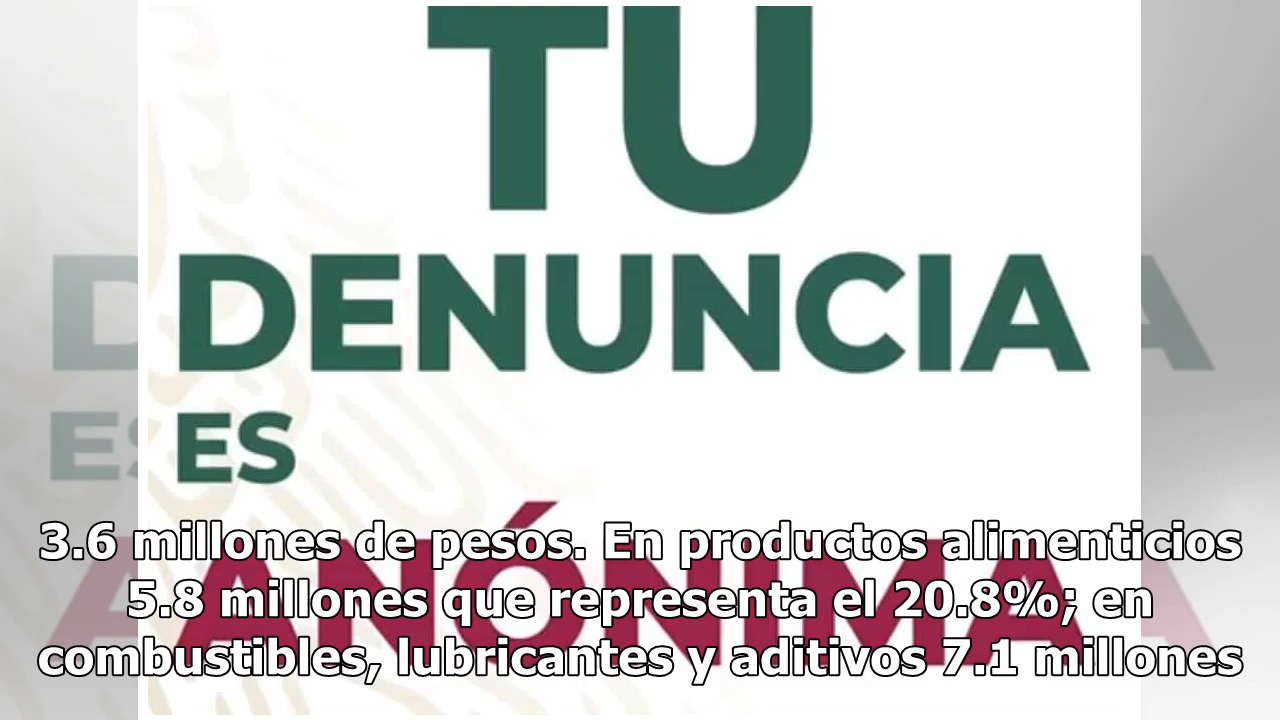 TU
DENUNCIA
ES
ANÓNIMA
3.6 millones de pesos. En productos alimenticios
5.8 millones que representa el 20.8%; en
combustibles, lubricantes y aditivos 7.1 millones